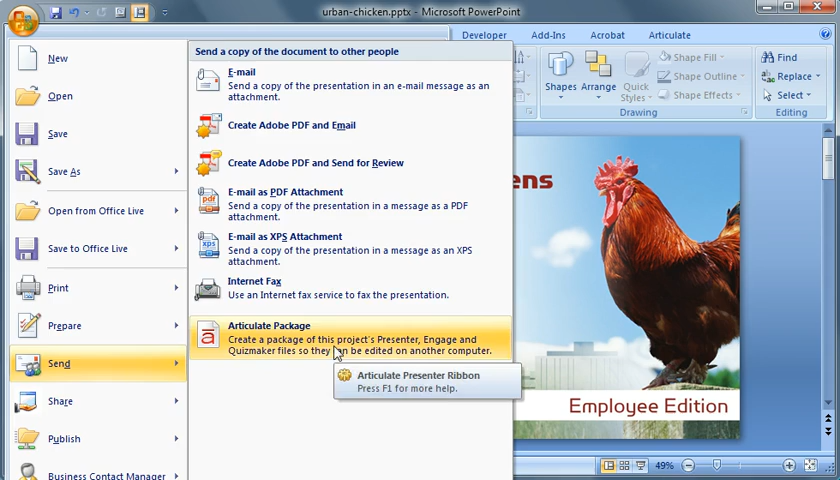 urban-chicken.pptx - Microsoft PowerPoint
Developer Add-Ins Acrobat Articulate
New
Open
Save
Save As
Open from Office Live
Save to Office Live
Print
Prepare
Send
Share
Publish
Business Contact Manager
Send a copy of the document to other people
E-mail
Send a copy of the presentation in an e-mail message as an
attachment.
Create Adobe PDF and Email
Create Adobe PDF and Send for Review
E-mail as PDF Attachment
Send a copy of the presentation in a message as a PDF
attachment.
E-mail as XPS Attachment
Send a copy of the presentation in a message as an XPS
attachment.
Internet Fax
Use an Internet fax service to fax the presentation.
Articulate Package
Create a package of this project's Presenter, Engage and
Quizmaker files so they can be edited on another computer.
Articulate Presenter Ribbon
Press F1 for more help.
Shapes Arrange Quick
Styles
Shape Fill
Shape Outline
Shape Effects
Drawing
Find
Replace
Select
Editing
ens
Employee Edition
49%